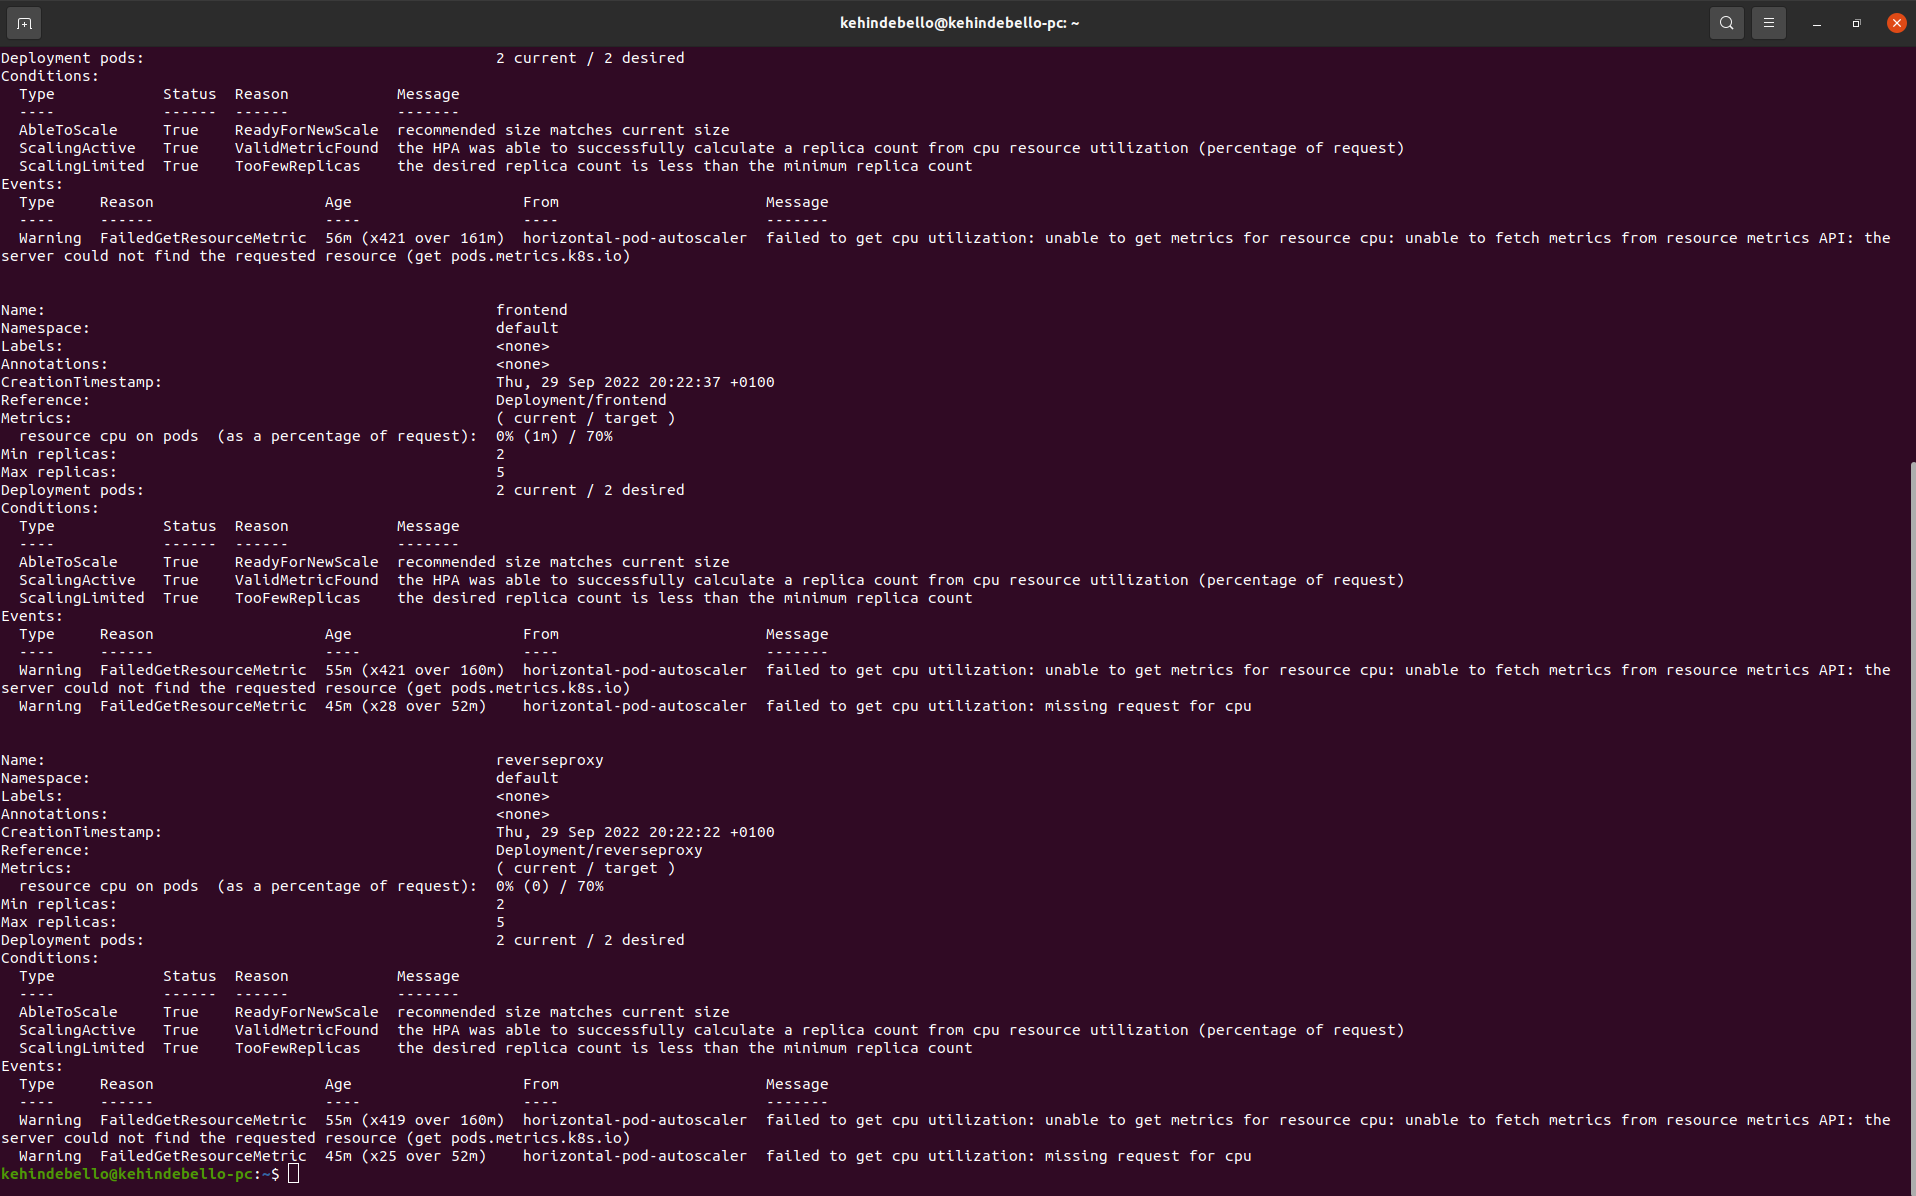 kehindebello@kehindebello-pc: ~
Deployment pods:                                       2 current / 2 desired
Conditions:
  Type            Status  Reason            Message
  ----            ------  ------            -------
  AbleToScale     True    ReadyForNewScale  recommended size matches current size
  ScalingActive   True    ValidMetricFound  the HPA was able to successfully calculate a replica count from cpu resource utilization (percentage of request)
  ScalingLimited  True    TooFewReplicas    the desired replica count is less than the minimum replica count
Events:
  Type     Reason                   Age                   From                       Message
  ----     ------                   ----                  ----                       -------
  Warning  FailedGetResourceMetric  56m (x421 over 161m)  horizontal-pod-autoscaler  failed to get cpu utilization: unable to get metrics for resource cpu: unable to fetch metrics from resource metrics API: the
server could not find the requested resource (get pods.metrics.k8s.io)
Name:                                                  frontend
Namespace:                                             default
Labels:                                                <none>
Annotations:                                           <none>
CreationTimestamp:                                     Thu, 29 Sep 2022 20:22:37 +0100
Reference:                                             Deployment/frontend
Metrics:                                               ( current / target )
  resource cpu on pods  (as a percentage of request):  0% (1m) / 70%
Min replicas:                                          2
Max replicas:                                          5
Deployment pods:                                       2 current / 2 desired
Conditions:
  Type            Status  Reason            Message
  ----            ------  ------            -------
  AbleToScale     True    ReadyForNewScale  recommended size matches current size
  ScalingActive   True    ValidMetricFound  the HPA was able to successfully calculate a replica count from cpu resource utilization (percentage of request)
  ScalingLimited  True    TooFewReplicas    the desired replica count is less than the minimum replica count
Events:
  Type     Reason                   Age                   From                       Message
  ----     ------                   ----                  ----                       -------
  Warning  FailedGetResourceMetric  55m (x421 over 160m)  horizontal-pod-autoscaler  failed to get cpu utilization: unable to get metrics for resource cpu: unable to fetch metrics from resource metrics API: the
server could not find the requested resource (get pods.metrics.k8s.io)
  Warning  FailedGetResourceMetric  45m (x28 over 52m)    horizontal-pod-autoscaler  failed to get cpu utilization: missing request for cpu
Name:                                                  reverseproxy
Namespace:                                             default
Labels:                                                <none>
Annotations:                                           <none>
CreationTimestamp:                                     Thu, 29 Sep 2022 20:22:22 +0100
Reference:                                             Deployment/reverseproxy
Metrics:                                               ( current / target )
  resource cpu on pods  (as a percentage of request):  0% (0) / 70%
Min replicas:                                          2
Max replicas:                                          5
Deployment pods:                                       2 current / 2 desired
Conditions:
  Type            Status  Reason            Message
  ----            ------  ------            -------
  AbleToScale     True    ReadyForNewScale  recommended size matches current size
  ScalingActive   True    ValidMetricFound  the HPA was able to successfully calculate a replica count from cpu resource utilization (percentage of request)
  ScalingLimited  True    TooFewReplicas    the desired replica count is less than the minimum replica count
Events:
  Type     Reason                   Age                   From                       Message
  ----     ------                   ----                  ----                       -------
  Warning  FailedGetResourceMetric  55m (x419 over 160m)  horizontal-pod-autoscaler  failed to get cpu utilization: unable to get metrics for resource cpu: unable to fetch metrics from resource metrics API: the
server could not find the requested resource (get pods.metrics.k8s.io)
  Warning  FailedGetResourceMetric  45m (x25 over 52m)    horizontal-pod-autoscaler  failed to get cpu utilization: missing request for cpu
kehindebello@kehindebello-pc:~$